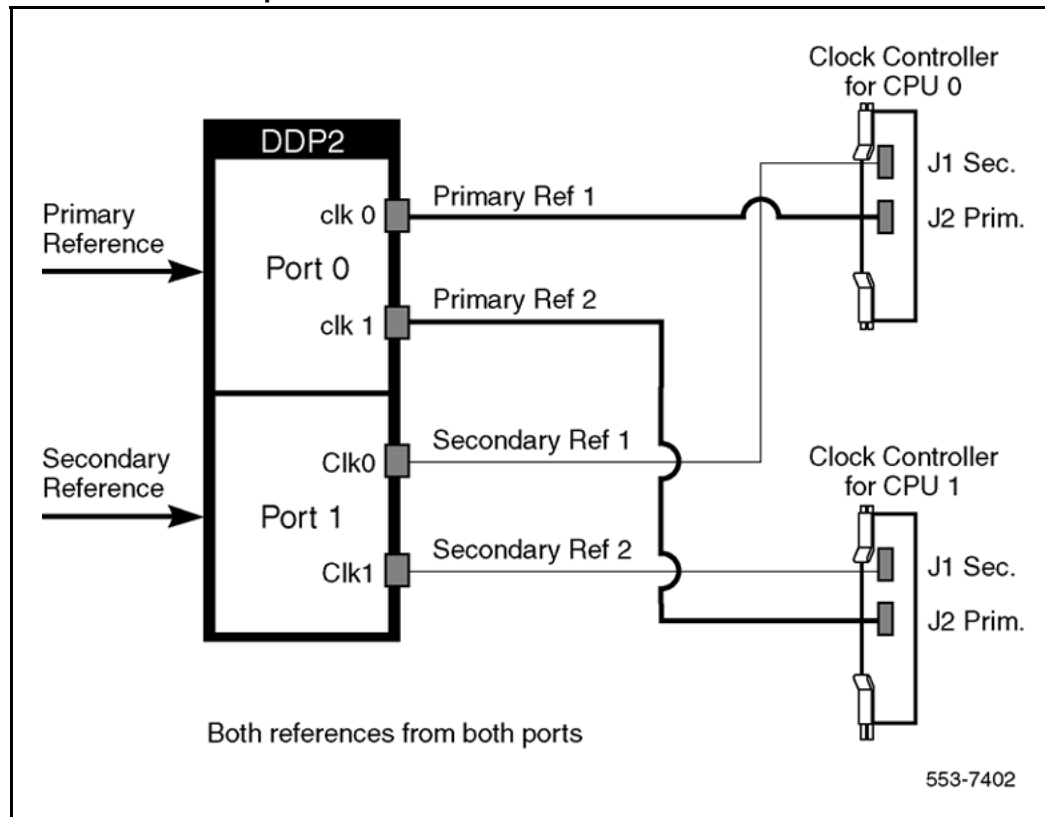 Clock Controller
for CPU 0
DDP2
J1 Sec.
Primary
Reference
clk 0
Primary Ref 1
J2 Prim.
Port 0
clk 1
Primary Ref 2
Secondary
Reference
Clk0
Secondary Ref 1
Clock Controller
for CPU 1
Port 1
Clk1
Secondary Ref 2
J1 Sec.
J2 Prim.
Both references from both ports
553-7402